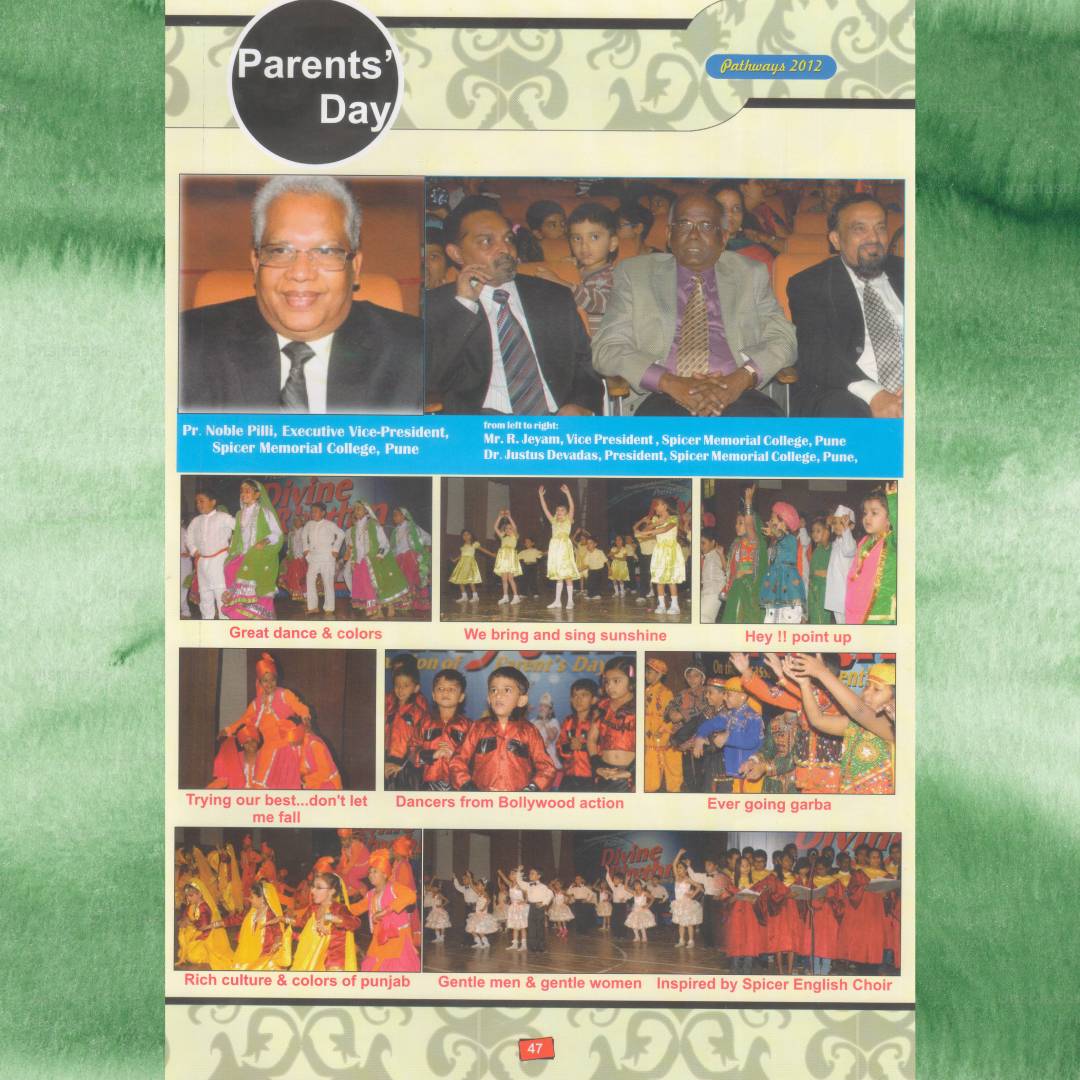 Parents'
Day
Pathways 2012
Pr. Noble Pilli, Executive Vice-President,
Spicer Memorial College, Pune
from left to right:
Mr. R. Jeyam, Vice President , Spicer Memorial College, Pune
Dr. Justus Devadas, President, Spicer Memorial College, Pune,
Divine
Great dance & colors
We bring and sing sunshine
Hey !! point up
on of
Parent's Day
On th
ent
Trying our best...don't let
me fall
Dancers from Bollywood action
Ever going garba
Divine
Divine
Rich culture & colors of punjab
Gentle men & gentle women
Inspired by Spicer English Choir
47